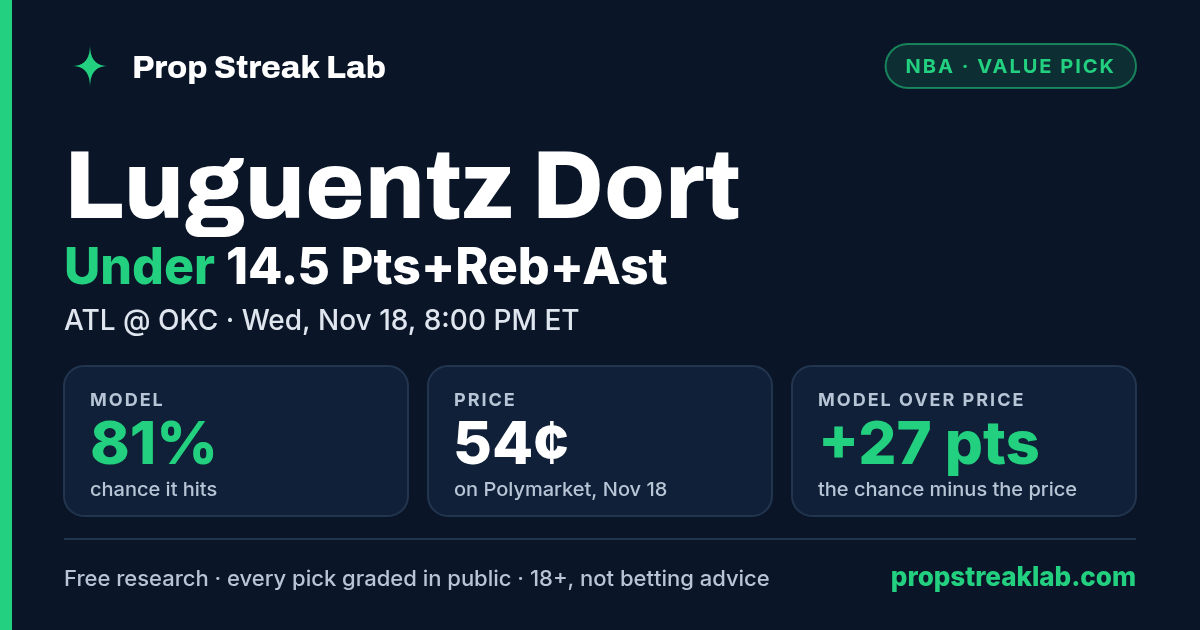 Prop Streak Lab
NBA · VALUE PICK
Luguentz Dort
Under 14.5 Pts+Reb+Ast
ATL @ OKC · Wed, Nov 18, 8:00 PM ET
MODEL
81%
chance it hits
PRICE
54¢
on Polymarket, Nov 18
MODEL OVER PRICE
+27 pts
the chance minus the price
Free research · every pick graded in public · 18+, not betting advice
propstreaklab.com